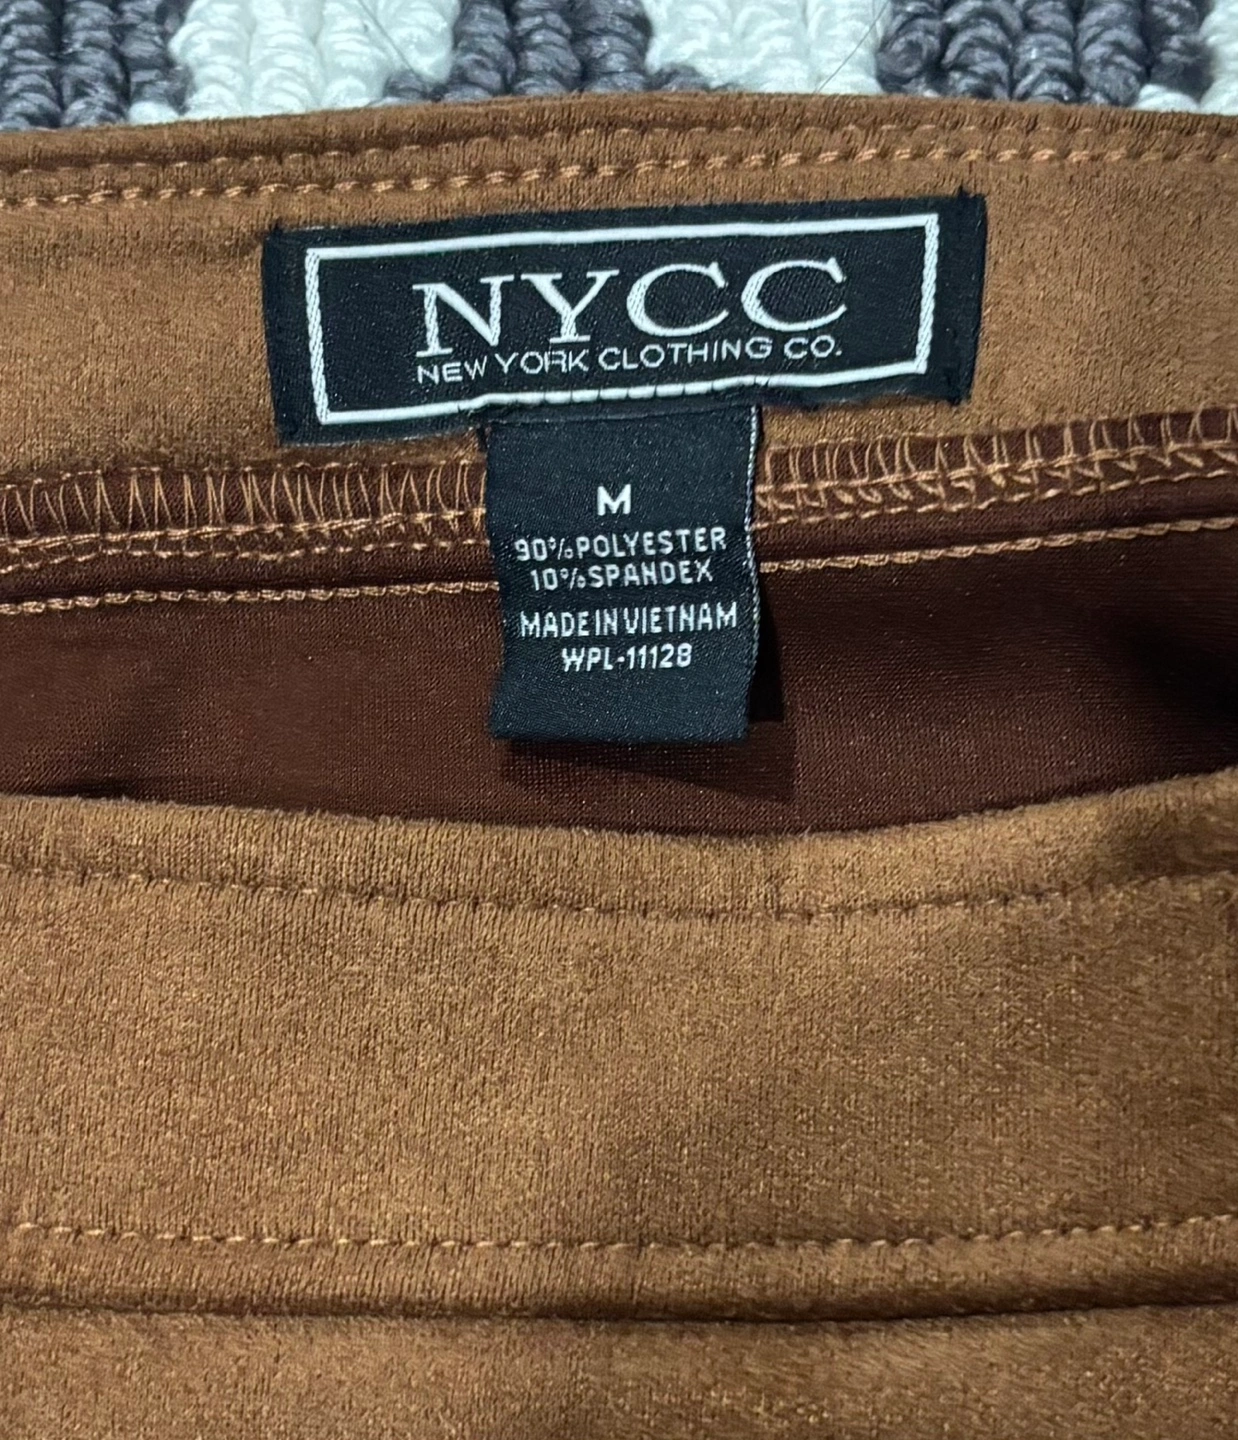 NYCC
NEW YORK CLOTHING CO.
M
90%POLYESTER
10%SPANDEX
MADE IN VIETNAM
WPL-11128